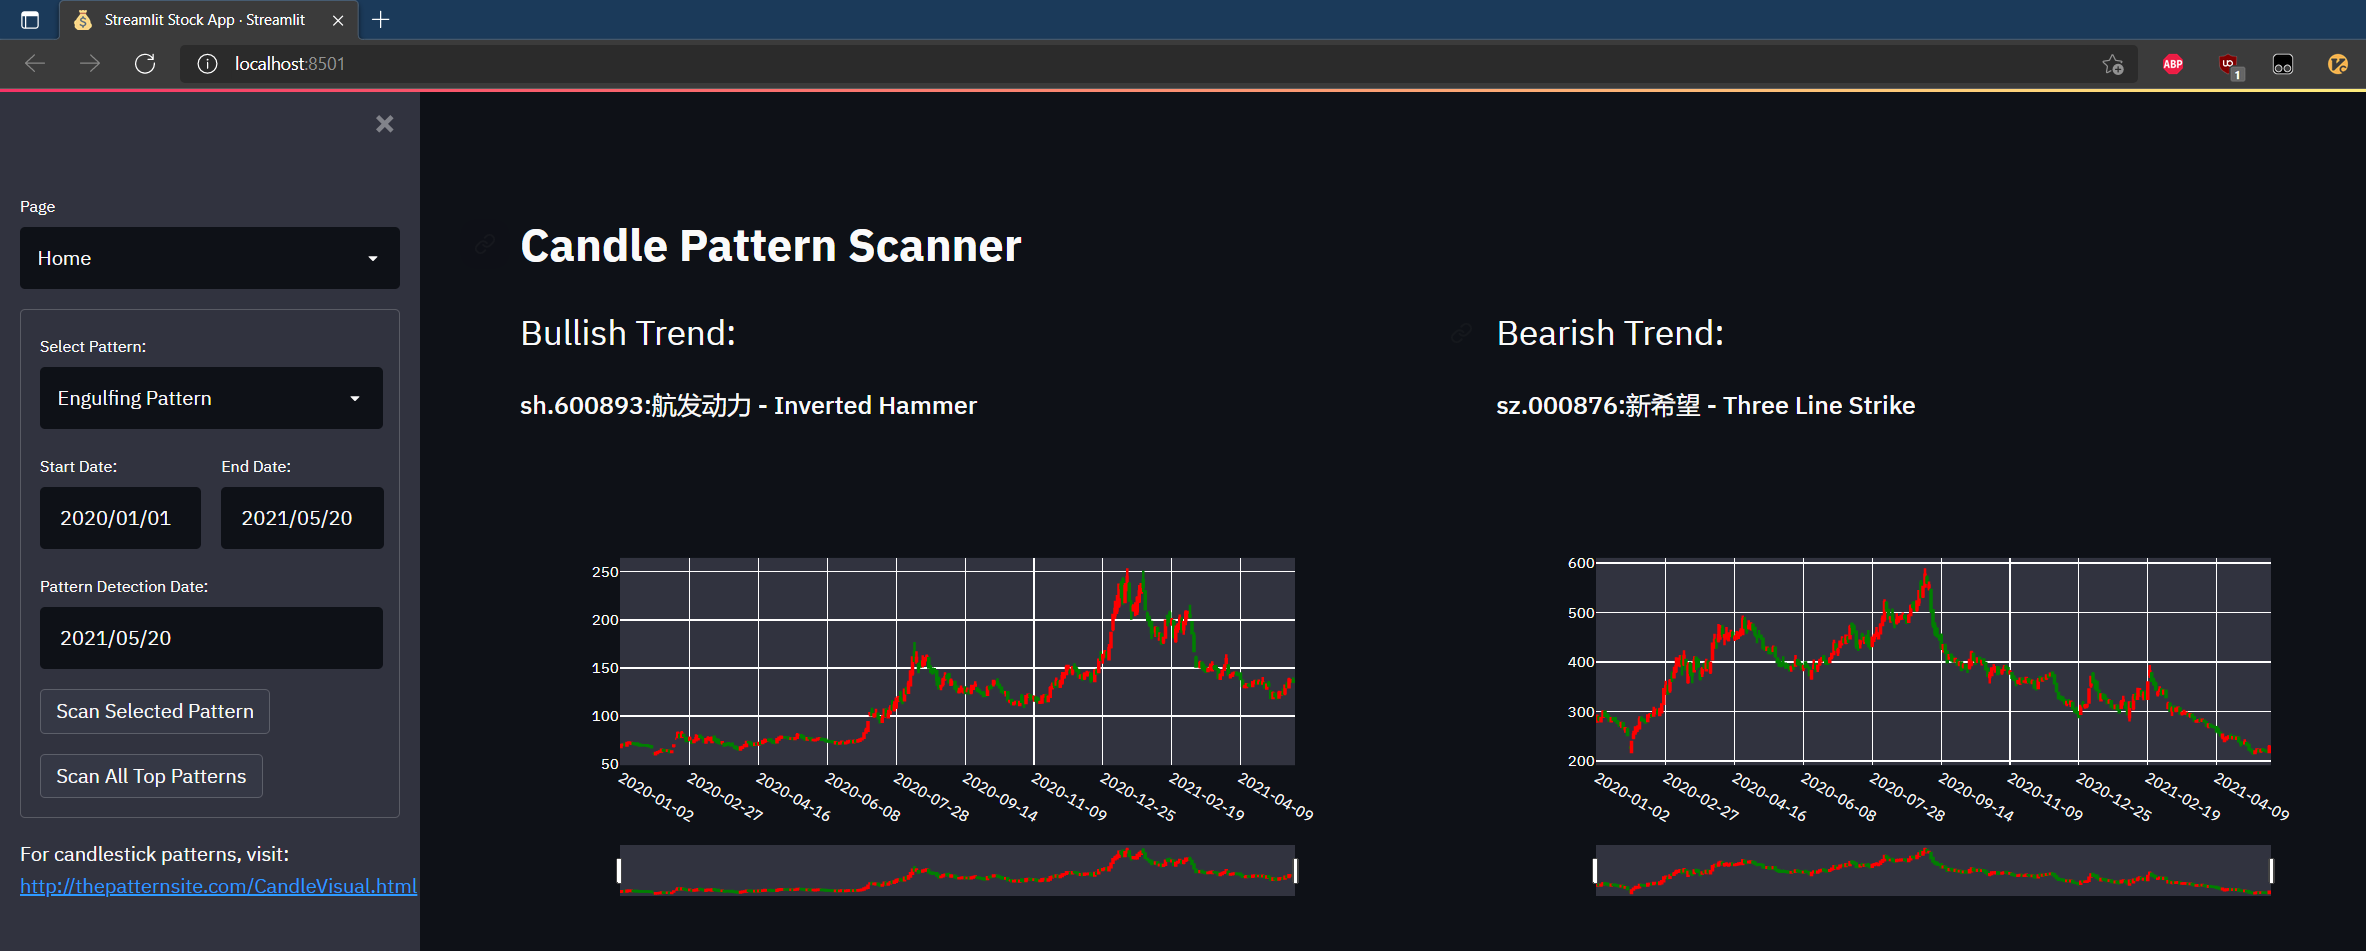 Streamlit Stock App · Streamlit
localhost:8501
ABP
1
Page
Home
Select Pattern:
Engulfing Pattern
Start Date:
End Date:
2020/01/01
2021/05/20
Pattern Detection Date:
2021/05/20
Scan Selected Pattern
Scan All Top Patterns
For candlestick patterns, visit:
http://thepatternsite.com/CandleVisual.html
Candle Pattern Scanner
Bullish Trend:
sh.600893:航发动力 - Inverted Hammer
250
200
150
100
50
2020-01-02
2020-02-27
2020-04-16
2020-06-08
2020-07-28
2020-09-14
2020-11-09
2020-12-25
2021-02-19
2021-04-09
Bearish Trend:
sz.000876:新希望 - Three Line Strike
600
500
400
300
200
2020-01-02
2020-02-27
2020-04-16
2020-06-08
2020-07-28
2020-09-14
2020-11-09
2020-12-25
2021-02-19
2021-04-09